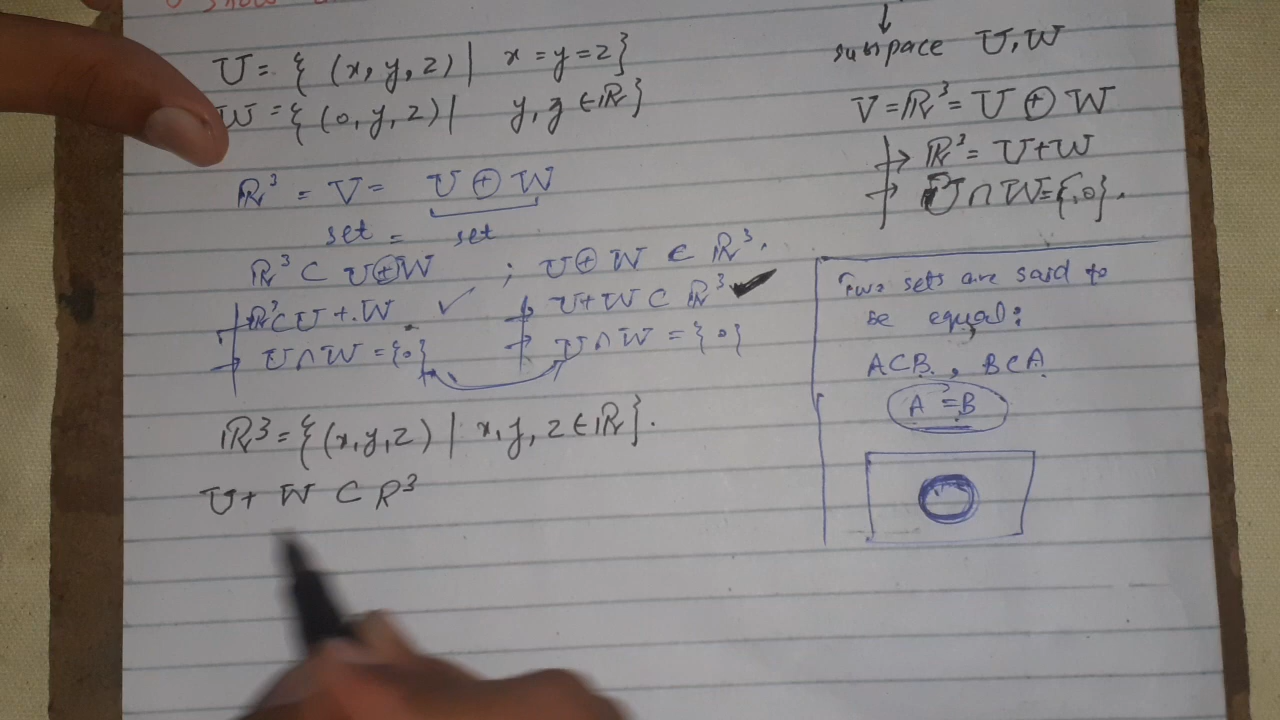 U = { (x, y, z) | x = y = z }
W = { (0, y, z) | y, z ∈ ℝ }
ℝ³ = V = U ⊕ W
set = set
ℝ³ ⊂ U⊕W ; U⊕W ⊂ ℝ³.
ℝ³ ⊂ U + W ✓ U + W ⊂ ℝ³ ✓
→ U ∩ W = {0} → U ∩ W = {0}
ℝ³ = { (x, y, z) | x, y, z ∈ ℝ }.
U + W ⊂ R³
↓
subspace U, W
V = ℝ³ = U ⊕ W
→ ℝ³ = U + W
→ U ∩ W = {0}.
Two sets are said to
be equal:
A ⊂ B, B ⊂ A
A = B